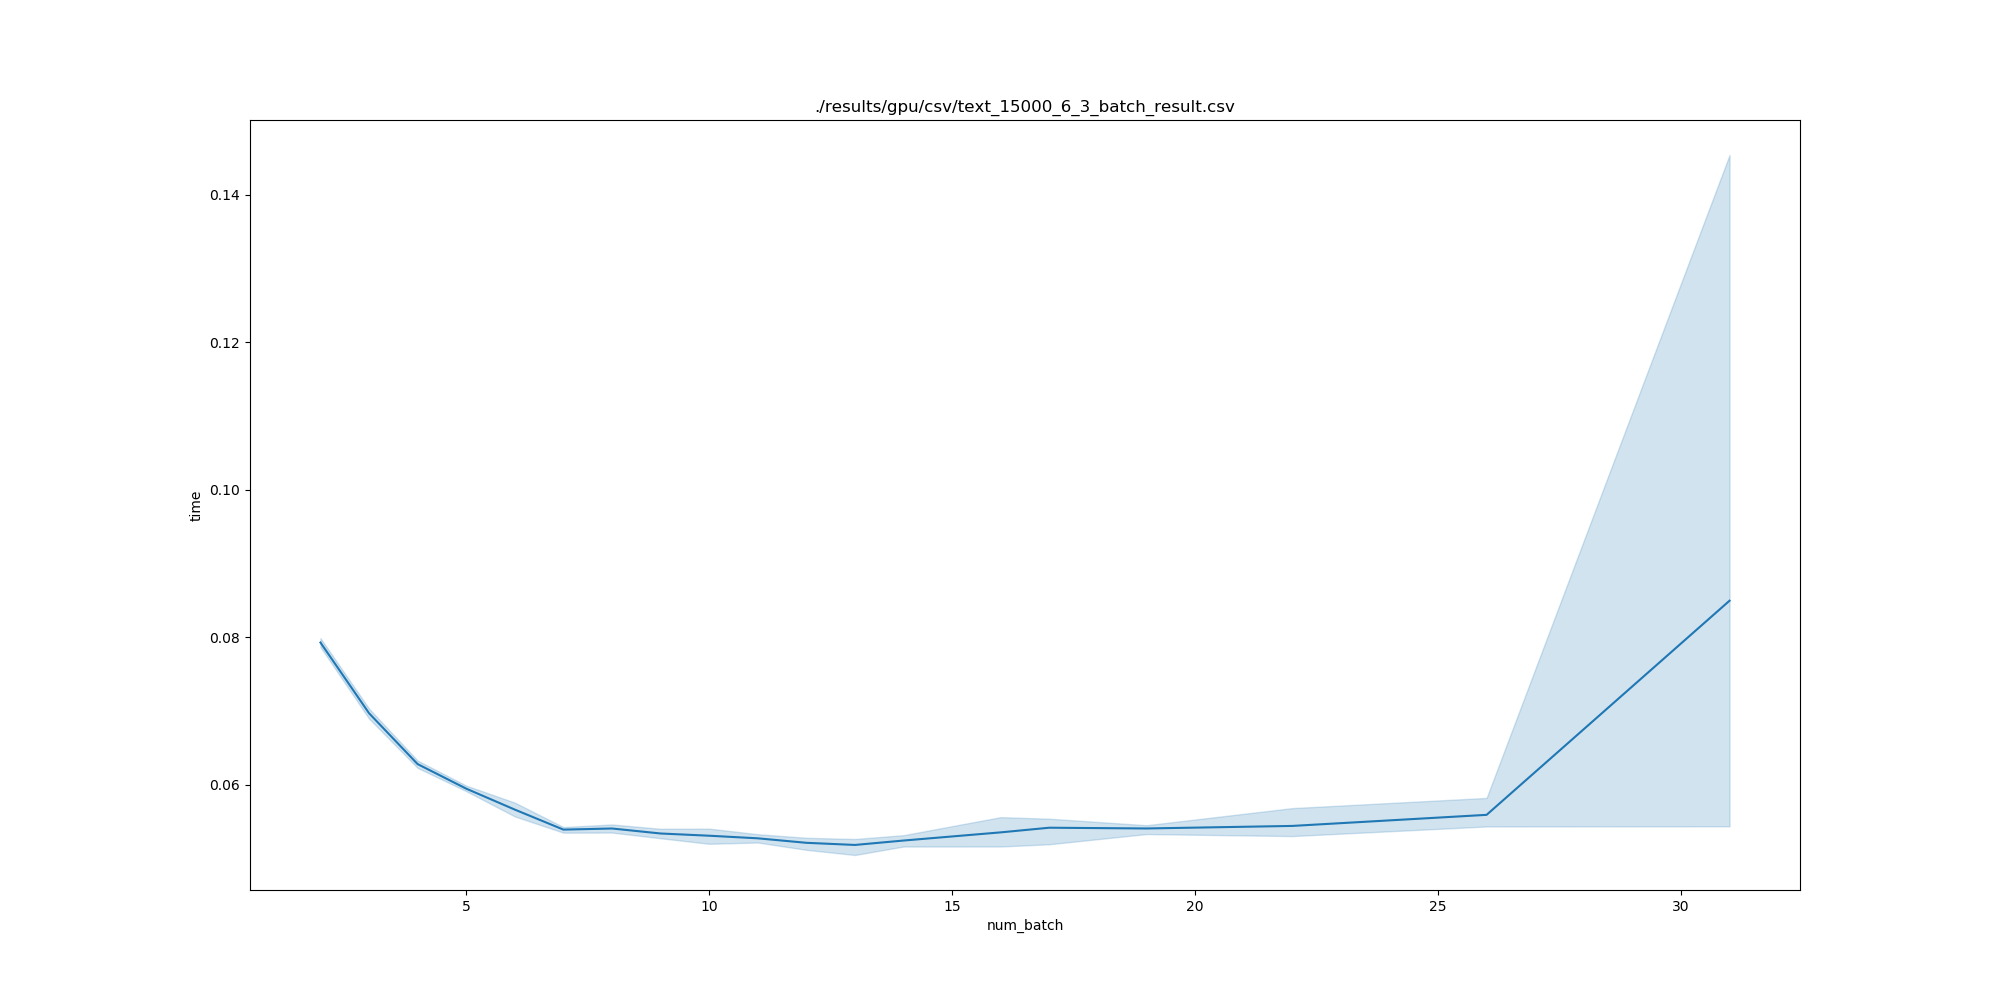 ./results/gpu/csv/text_15000_6_3_batch_result.csv
0.14
0.12
0.10
0.08
0.06
time
5 10 15 20 25 30
num_batch